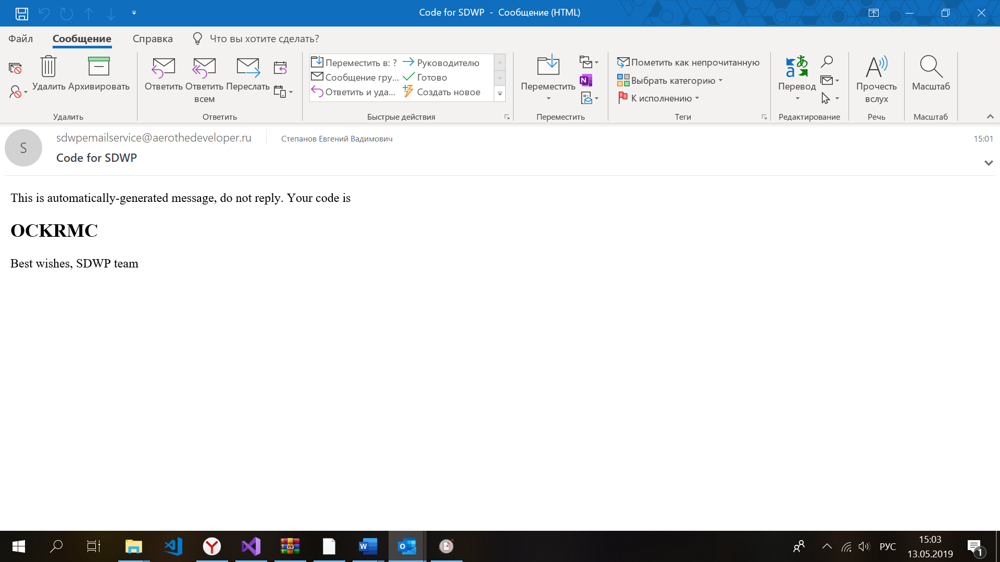 Code for SDWP - Сообщение (HTML)
Файл Сообщение Справка Что вы хотите сделать?
Удалить Архивировать
Удалить
Ответить Ответить всем Переслать
Ответить
Переместить в: ? Руководителю
Сообщение гру... Готово
Ответить и уда... Создать новое
Быстрые действия
Переместить
Переместить
Пометить как непрочитанную
Выбрать категорию
К исполнению
Теги
Перевод
Редактирование
Прочесть вслух
Речь
Масштаб
Масштаб
S
sdwpemailservice@aerothedeveloper.ru Степанов Евгений Вадимович 15:01
Code for SDWP
This is automatically-generated message, do not reply. Your code is
OCKRMC
Best wishes, SDWP team
РУС
15:03
13.05.2019
1